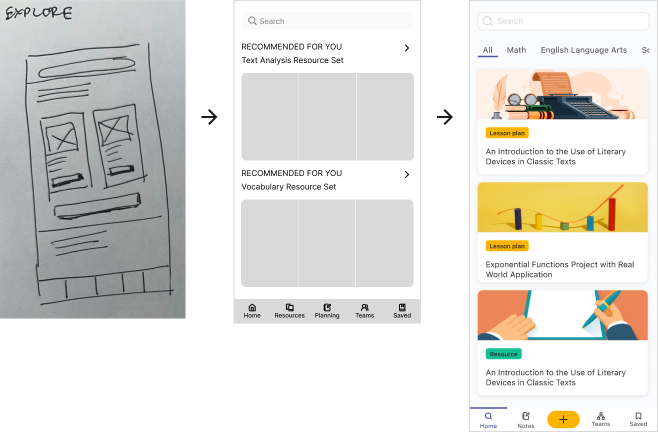 EXPLORE
Search
RECOMMENDED FOR YOU
Text Analysis Resource Set
RECOMMENDED FOR YOU
Vocabulary Resource Set
Home Resources Planning Teams Saved
Search
All Math English Language Arts Sc
Lesson plan
An Introduction to the Use of Literary
Devices in Classic Texts
Lesson plan
Exponential Functions Project with Real
World Application
Resource
An Introduction to the Use of Literary
Devices in Classic Texts
Home Notes Teams Saved